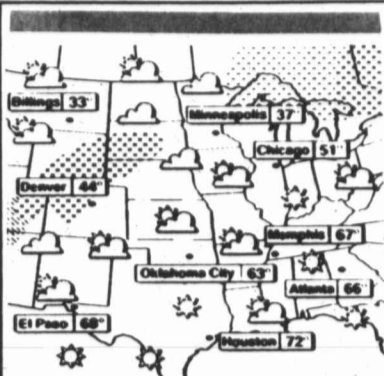 Billings 33°
Minneapolis 37°
Chicago 51°
Denver 44°
Memphis 67°
Oklahoma City 63°
Atlanta 66°
El Paso 68°
Houston 72°